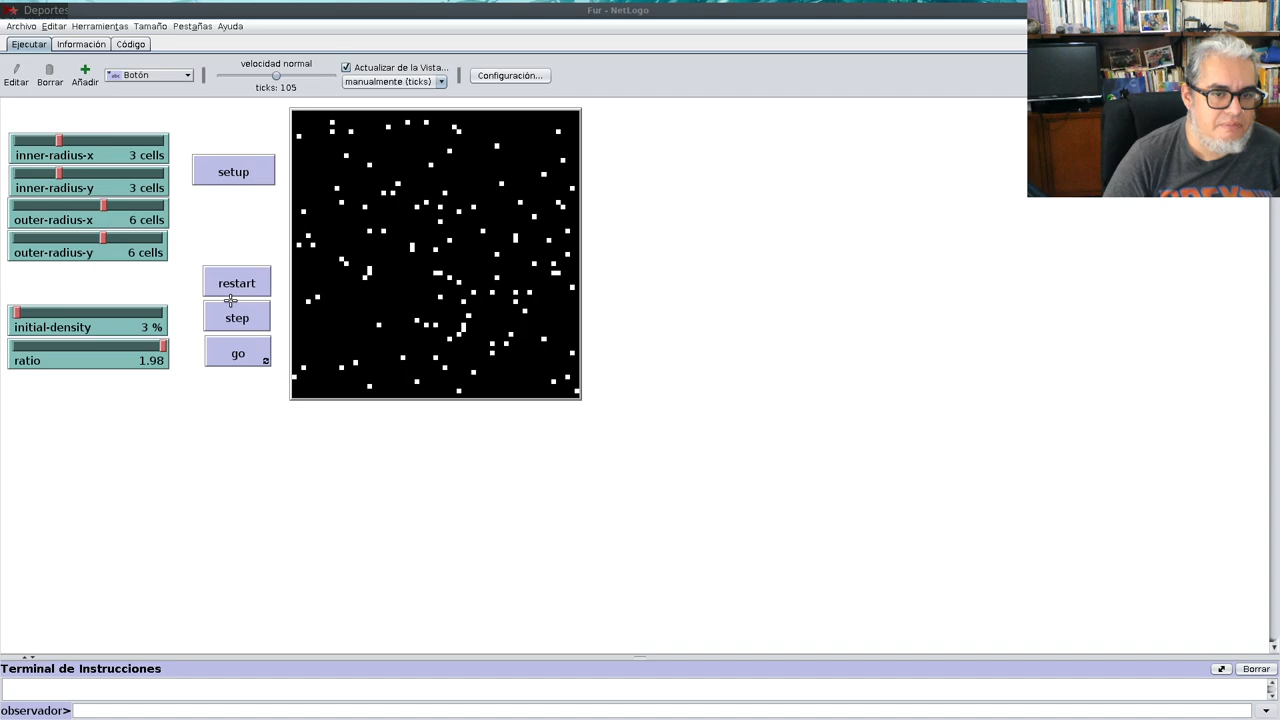 Deportes
Fur - NetLogo
Archivo Editar Herramientas Tamaño Pestañas Ayuda
Ejecutar Información Código
Editar Borrar Añadir
abc Botón
velocidad normal
ticks: 105
Actualizar de la Vista...
manualmente (ticks)
Configuración...
inner-radius-x 3 cells
inner-radius-y 3 cells
outer-radius-x 6 cells
outer-radius-y 6 cells
initial-density 3 %
ratio 1.98
setup
restart
step
go
Terminal de Instrucciones
Borrar
observador>